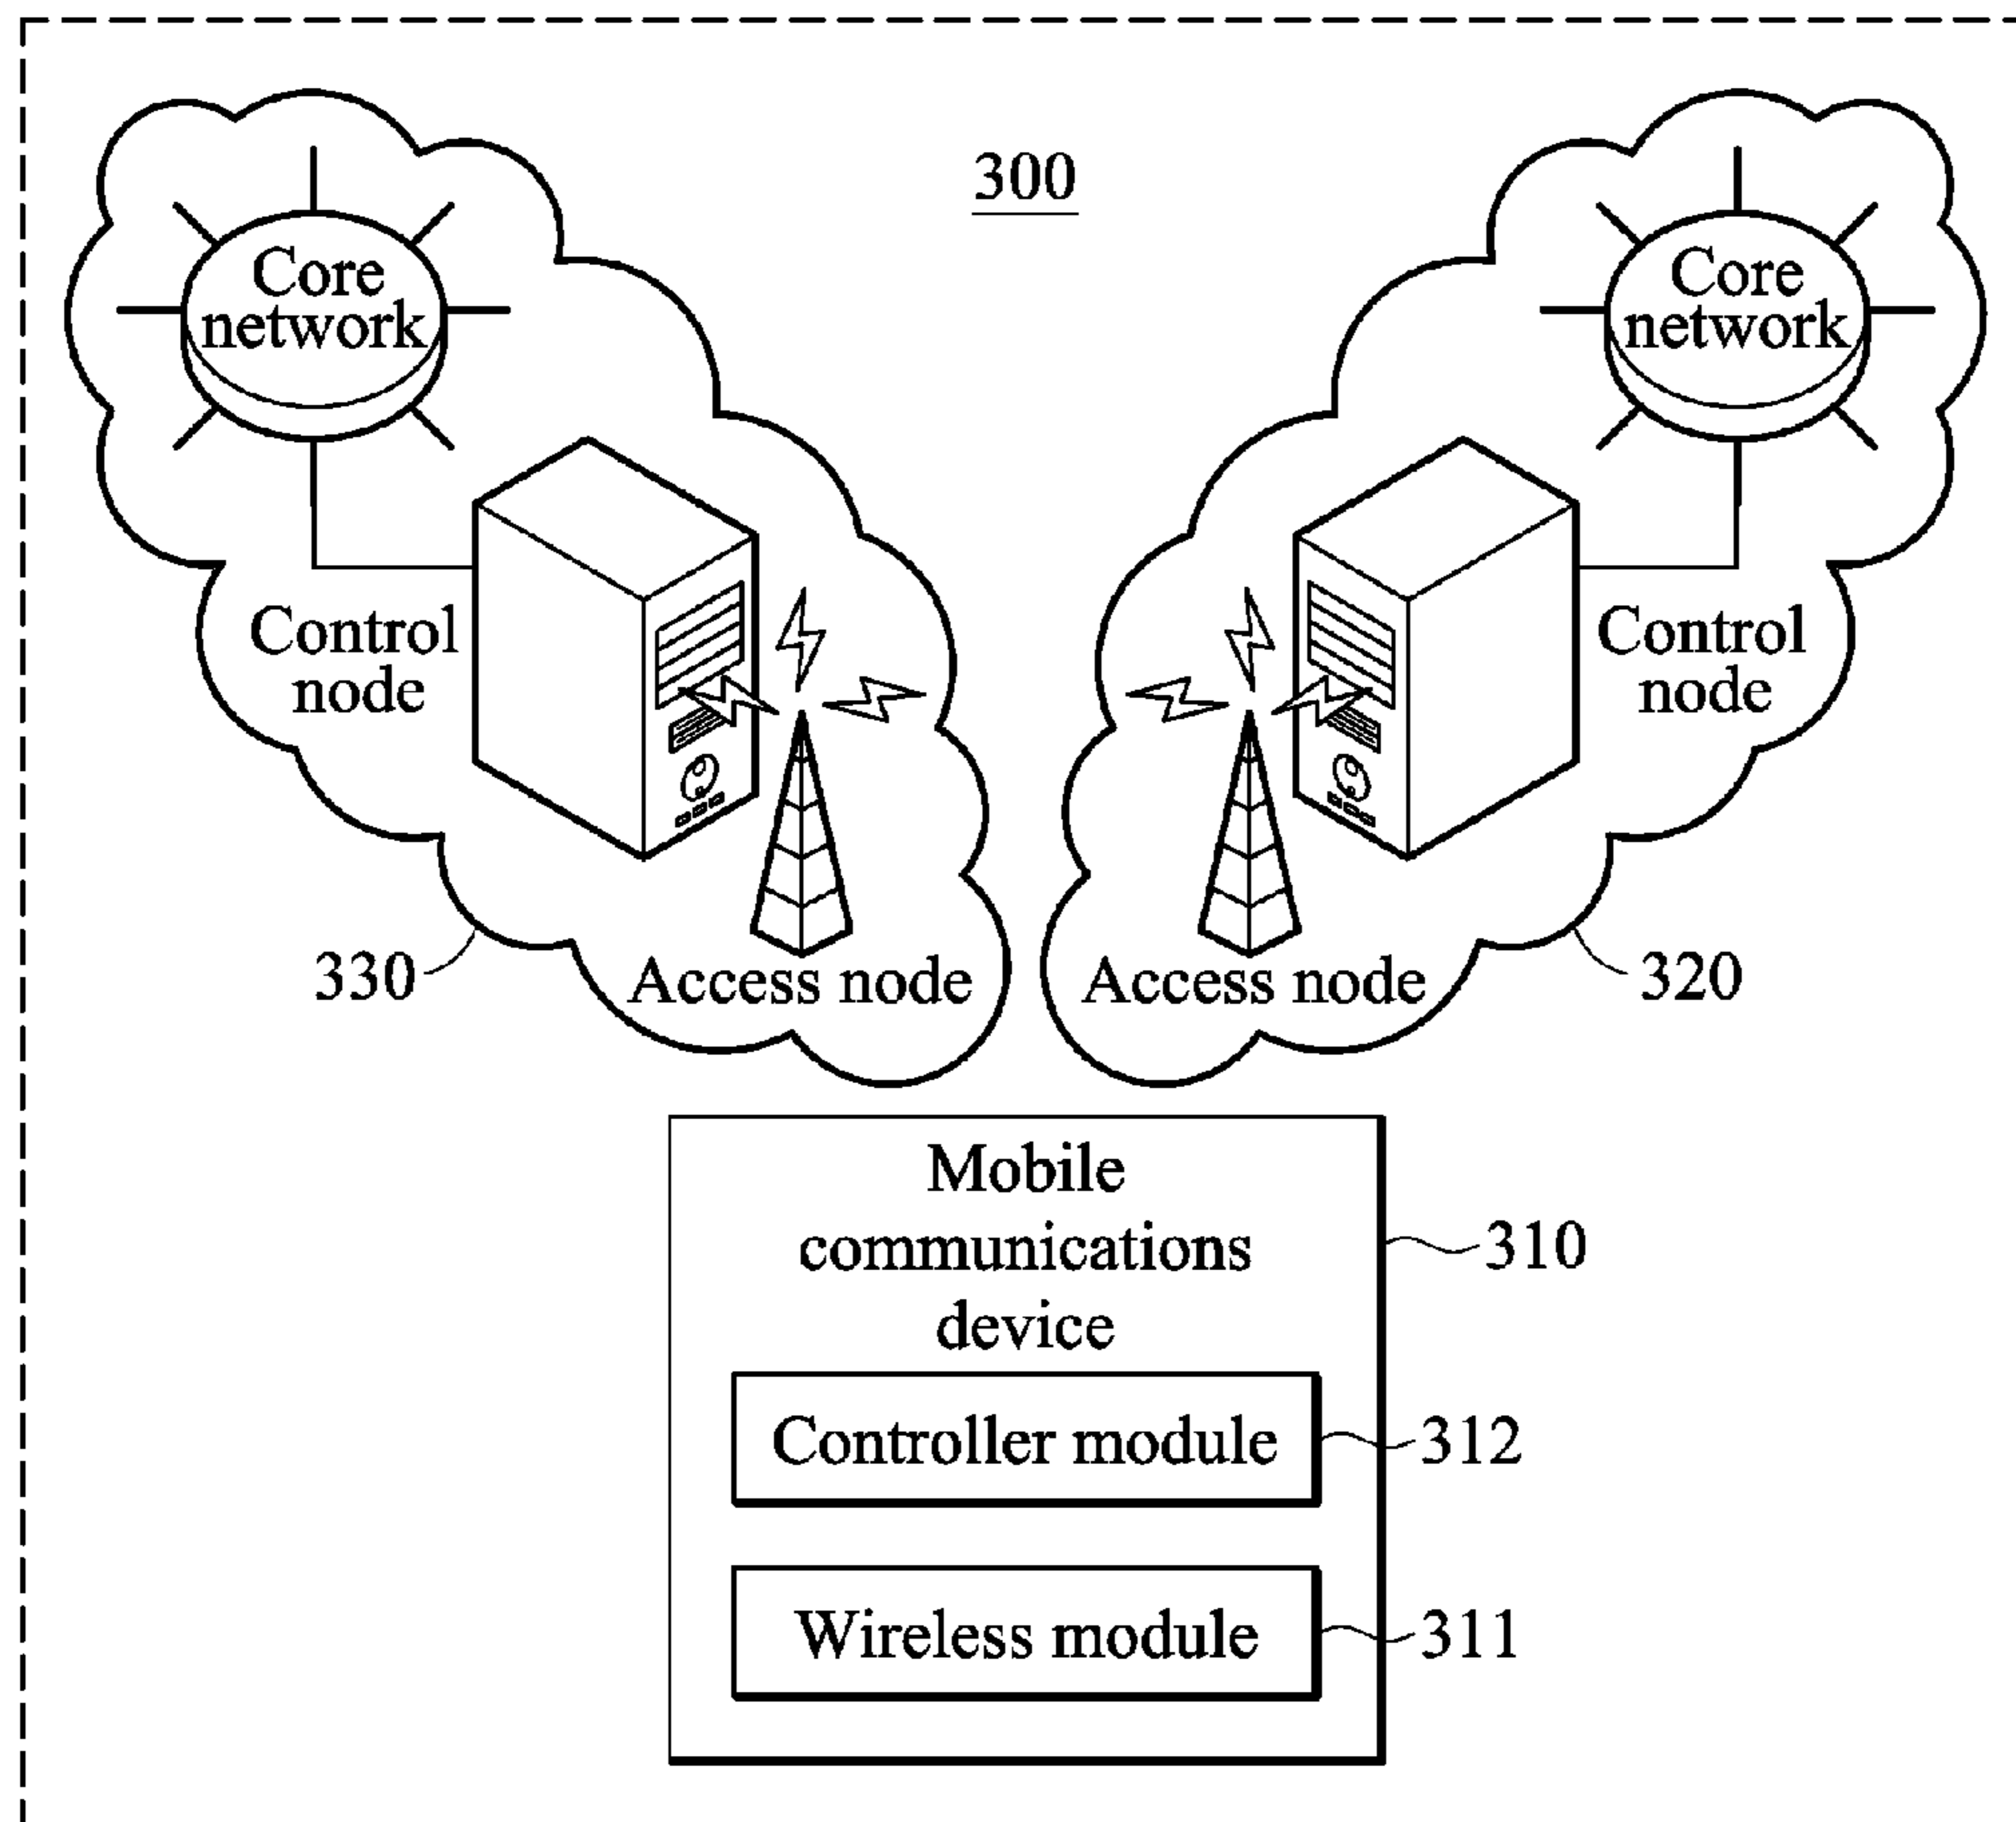 300
Core
network
Core
network
Control
node
Control
node
330
Access node
Access node
320
Mobile
communications
device
310
Controller module
312
Wireless module
311